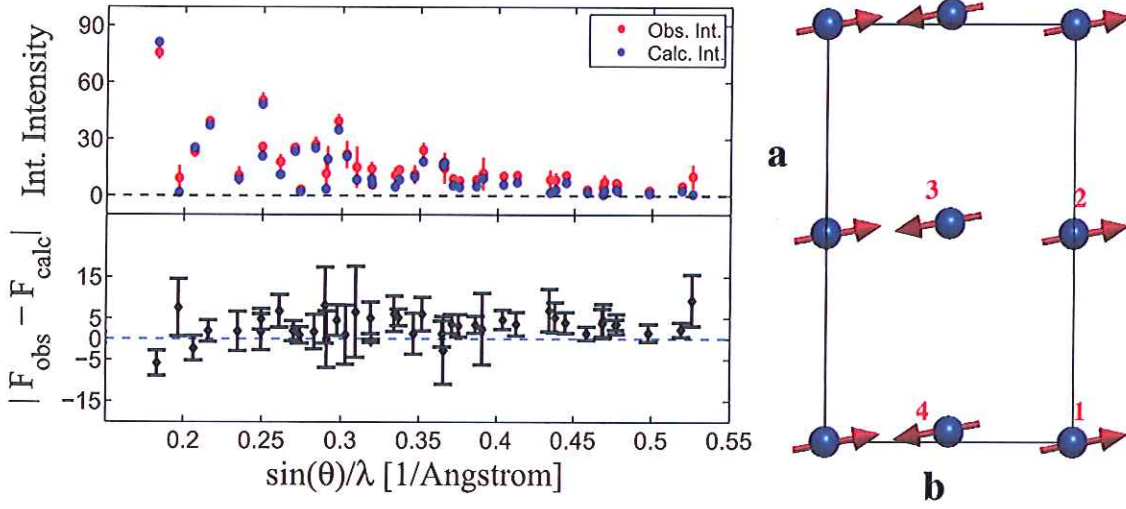 90
60
30
0
Int. Intensity
Obs. Int.
Calc. Int.
15
5
0
−5
−15
| F_obs − F_calc |
0.2 0.25 0.3 0.35 0.4 0.45 0.5 0.55
sin(θ)/λ [1/Angstrom]
a
3
2
4
1
b